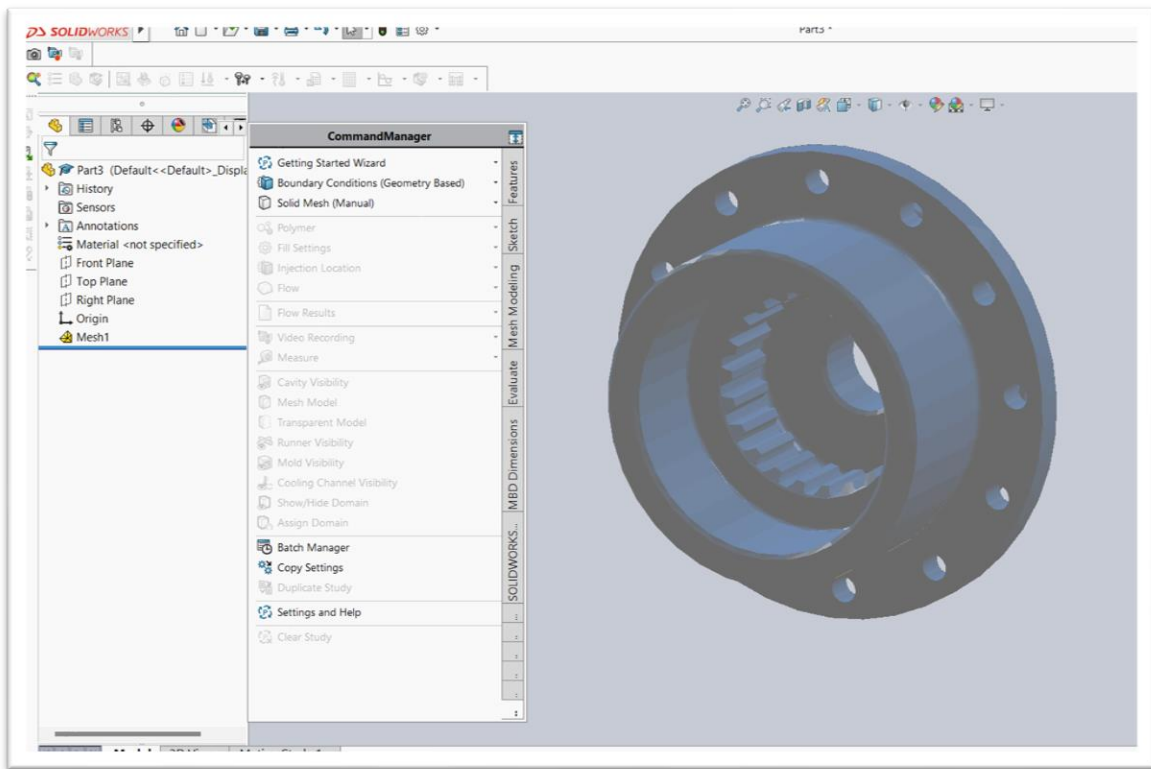 SOLIDWORKS
Part3 *
CommandManager
Part3 (Default<<Default>_Displa
History
Sensors
Annotations
Material <not specified>
Front Plane
Top Plane
Right Plane
Origin
Mesh1
Getting Started Wizard
Boundary Conditions (Geometry Based)
Solid Mesh (Manual)
Polymer
Fill Settings
Injection Location
Flow
Flow Results
Video Recording
Measure
Cavity Visibility
Mesh Model
Transparent Model
Runner Visibility
Mold Visibility
Cooling Channel Visibility
Show/Hide Domain
Assign Domain
Batch Manager
Copy Settings
Duplicate Study
Settings and Help
Clear Study
Features
Sketch
Mesh Modeling
Evaluate
MBD Dimensions
SOLIDWORKS...